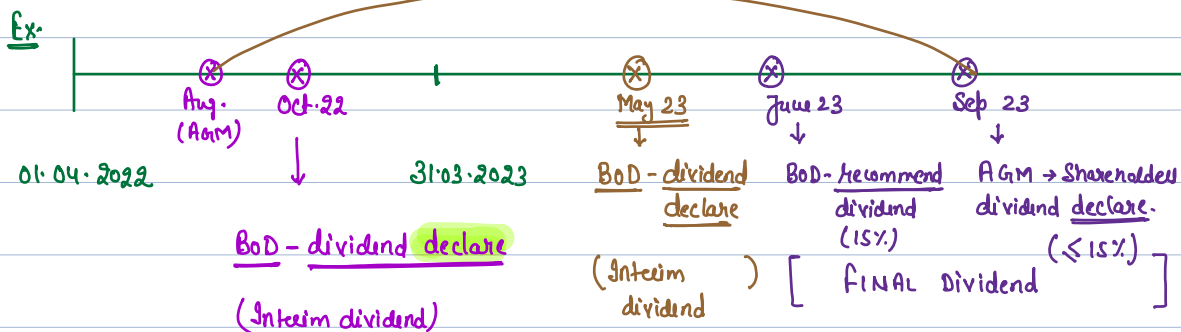 Ex.
Aug. Oct.22 May 23 June 23 Sep 23
(AGM)
01.04.2022 31.03.2023 BOD - dividend BOD - recommend AGM → Shareholders
declare dividend dividend declare.
(15%) (≤ 15%)
BOD - dividend declare
(Interim dividend) [ FINAL Dividend ]
(Interim dividend)